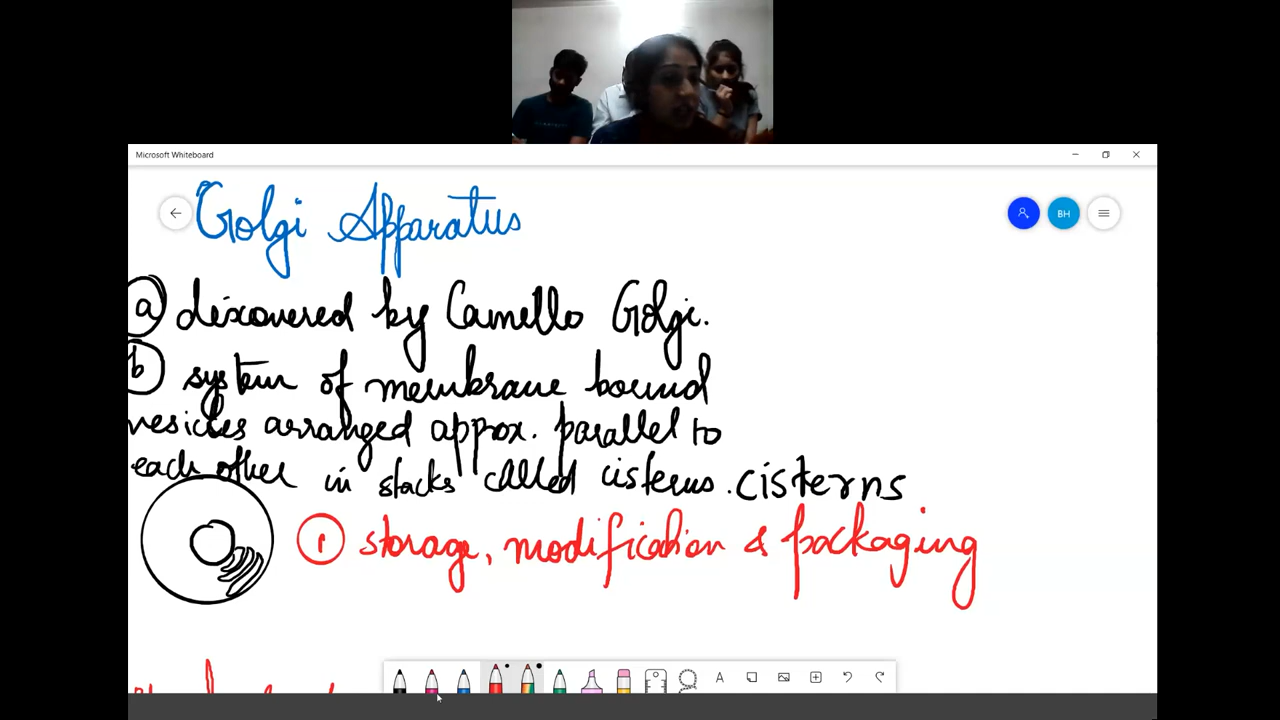 Microsoft Whiteboard
Golgi Apparatus
BH
a discovered by Camello Golgi.
b system of membrane bound
vesicles arranged approx. parallel to
each other in stacks called cisterns. cisterns
1 storage, modification & packaging
A